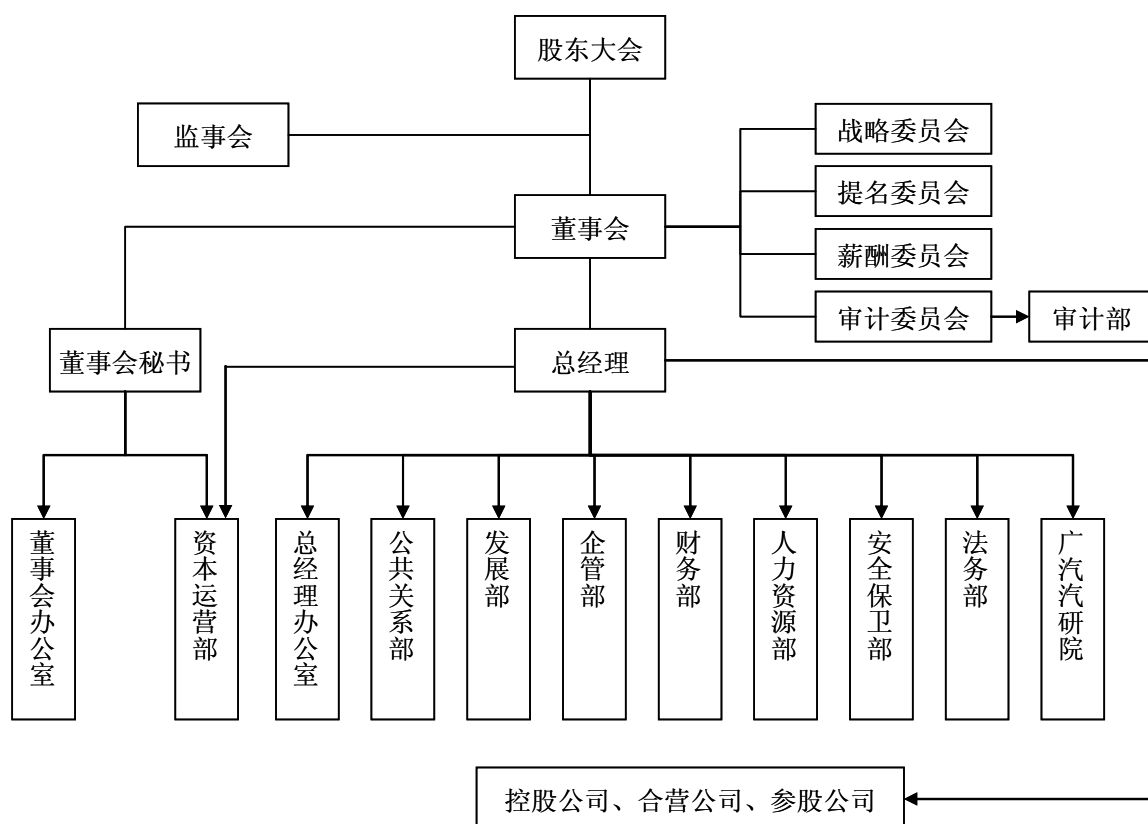 股东大会
监事会
战略委员会
提名委员会
董事会
薪酬委员会
审计委员会
审计部
董事会秘书
总经理
董事会办公室
资本运营部
总经理办公室
公共关系部
发展部
企管部
财务部
人力资源部
安全保卫部
法务部
广汽汽研院
控股公司、合营公司、参股公司